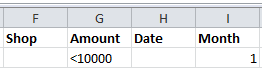 F G H I
Shop Amount Date Month
<10000 1